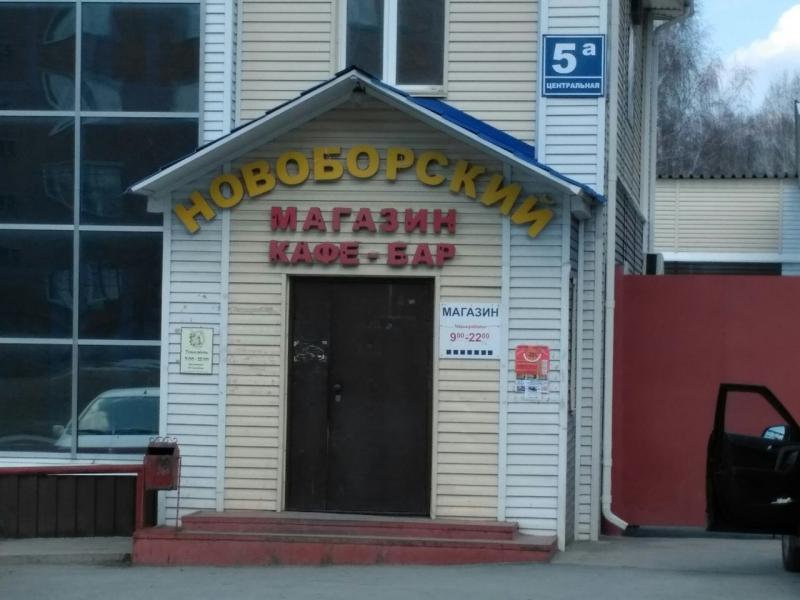 5а
ЦЕНТРАЛЬНАЯ
НОВОБОРСКИЙ
МАГАЗИН
КАФЕ-БАР
МАГАЗИН
900-2200